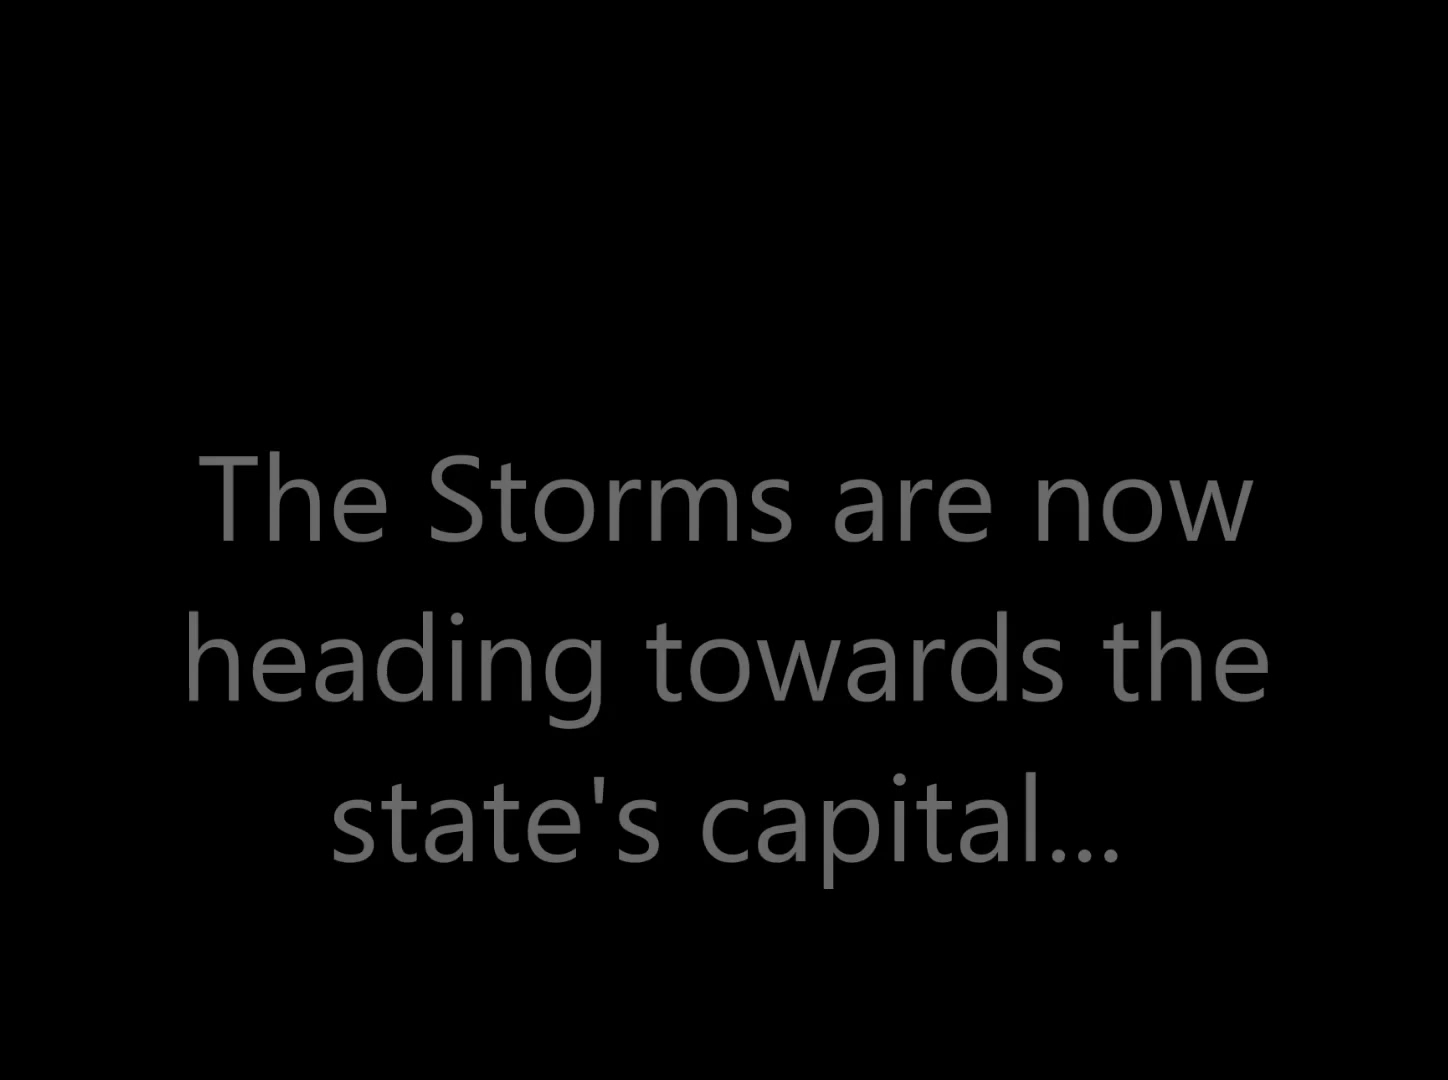 The Storms are now
heading towards the
state's capital...